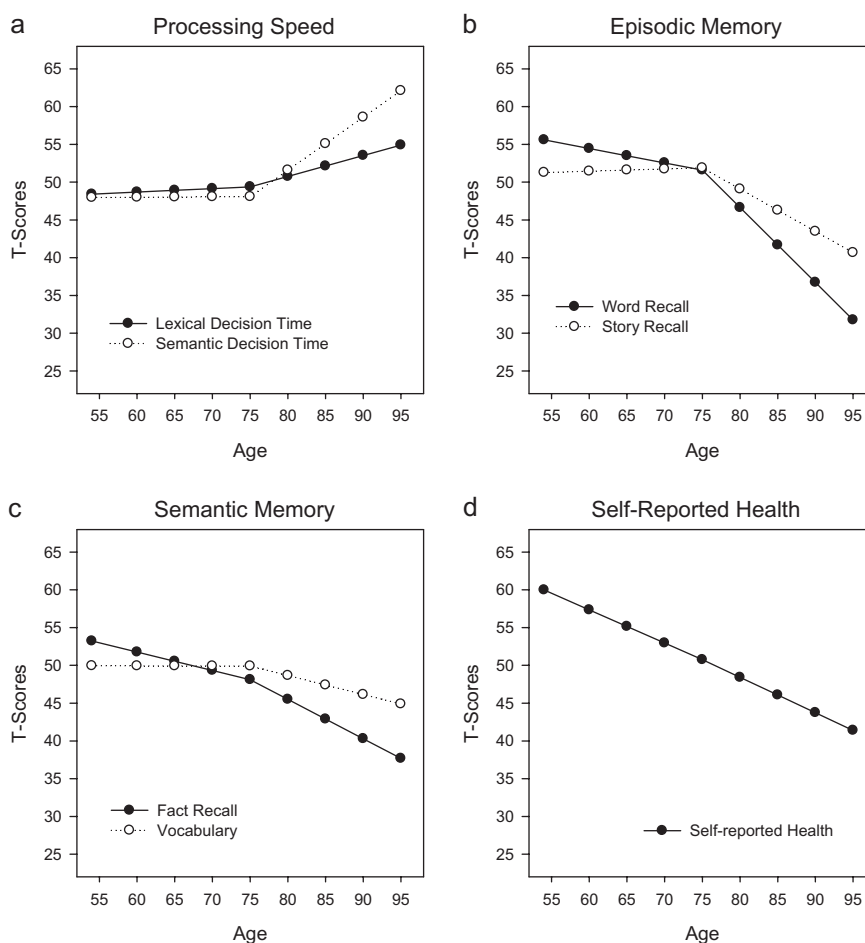 a
Processing Speed
65
60
55
50
45
40
35
30
25
T-Scores
Lexical Decision Time
Semantic Decision Time
55 60 65 70 75 80 85 90 95
Age
b
Episodic Memory
65
60
55
50
45
40
35
30
25
T-Scores
Word Recall
Story Recall
55 60 65 70 75 80 85 90 95
Age
c
Semantic Memory
65
60
55
50
45
40
35
30
25
T-Scores
Fact Recall
Vocabulary
55 60 65 70 75 80 85 90 95
Age
d
Self-Reported Health
65
60
55
50
45
40
35
30
25
T-Scores
Self-reported Health
55 60 65 70 75 80 85 90 95
Age